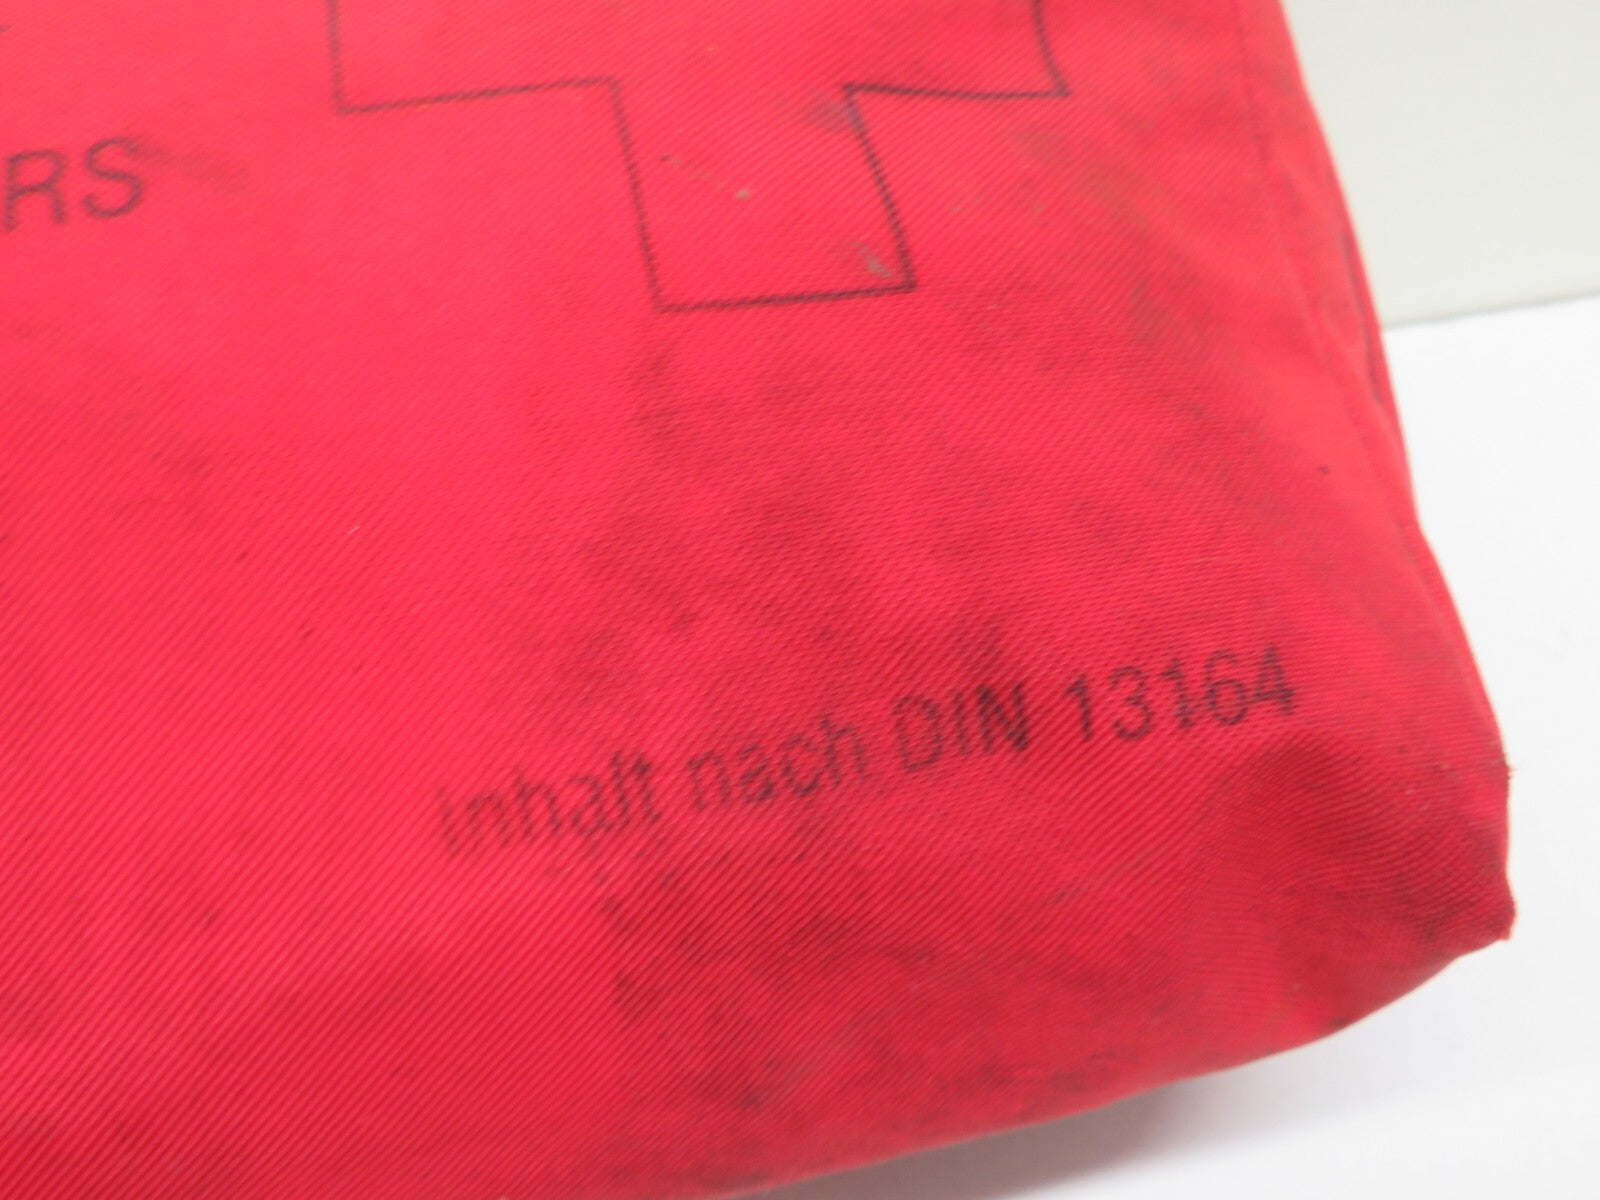 RS
Inhalt nach DIN 13164